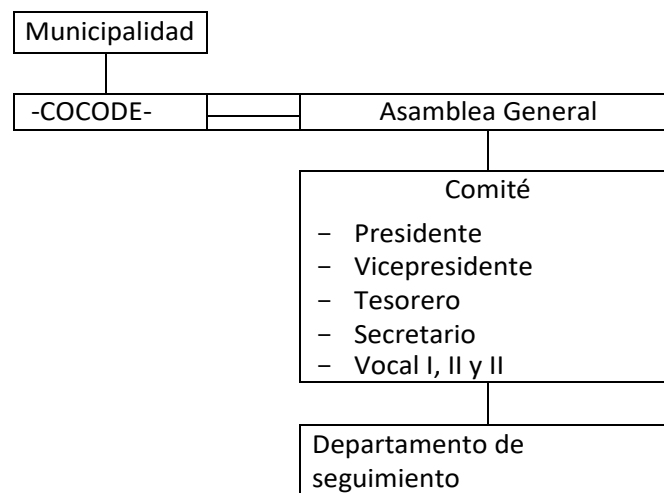 Municipalidad
-COCODE-
Asamblea General
Comité
– Presidente
– Vicepresidente
– Tesorero
– Secretario
– Vocal I, II y II
Departamento de
seguimiento